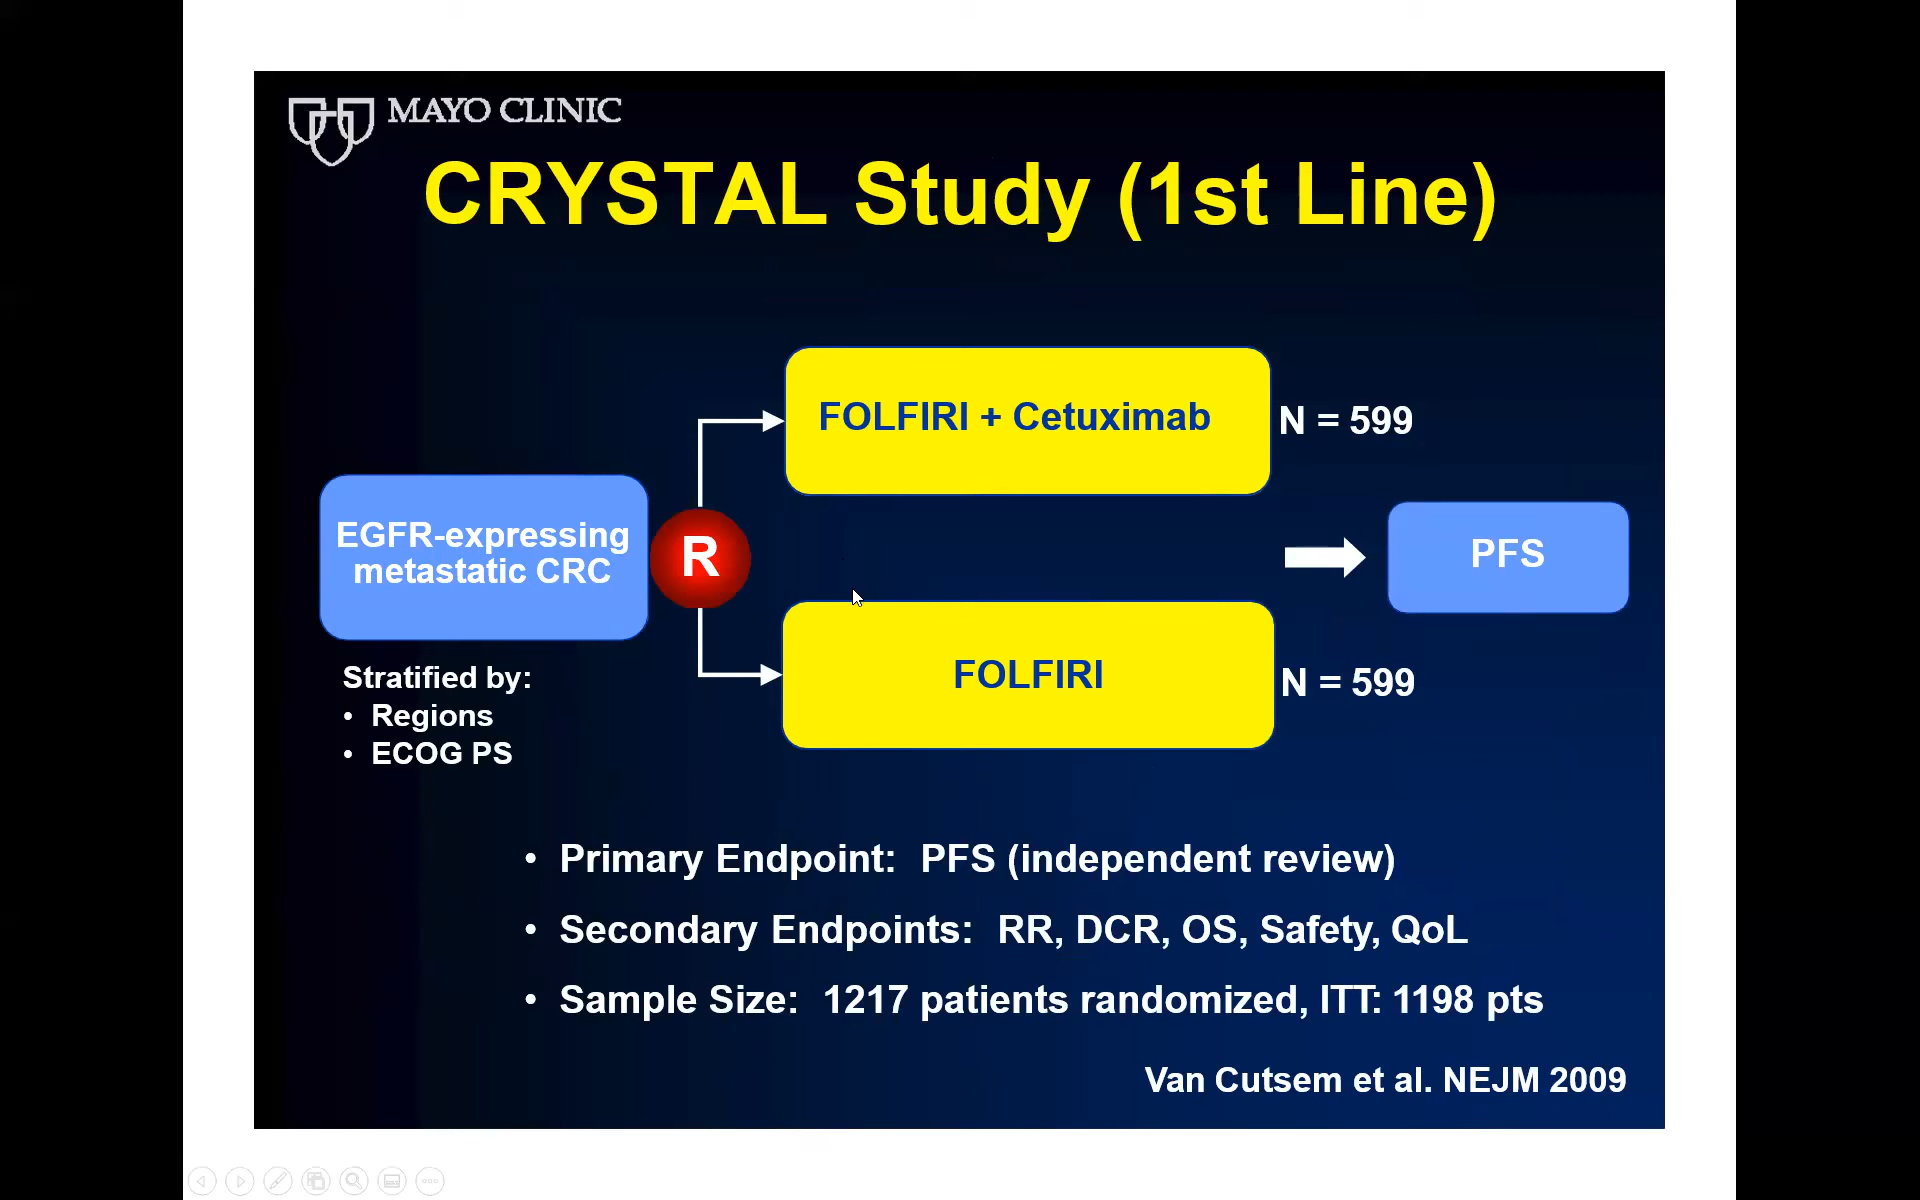 MAYO CLINIC
CRYSTAL Study (1st Line)
FOLFIRI + Cetuximab
N = 599
EGFR-expressing
metastatic CRC
R
PFS
FOLFIRI
N = 599
Stratified by:
• Regions
• ECOG PS
• Primary Endpoint: PFS (independent review)
• Secondary Endpoints: RR, DCR, OS, Safety, QoL
• Sample Size: 1217 patients randomized, ITT: 1198 pts
Van Cutsem et al. NEJM 2009